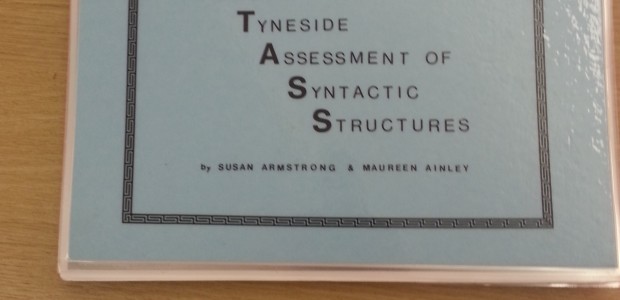 TYNESIDE
ASSESSMENT OF
SYNTACTIC
STRUCTURES
by SUSAN ARMSTRONG & MAUREEN AINLEY